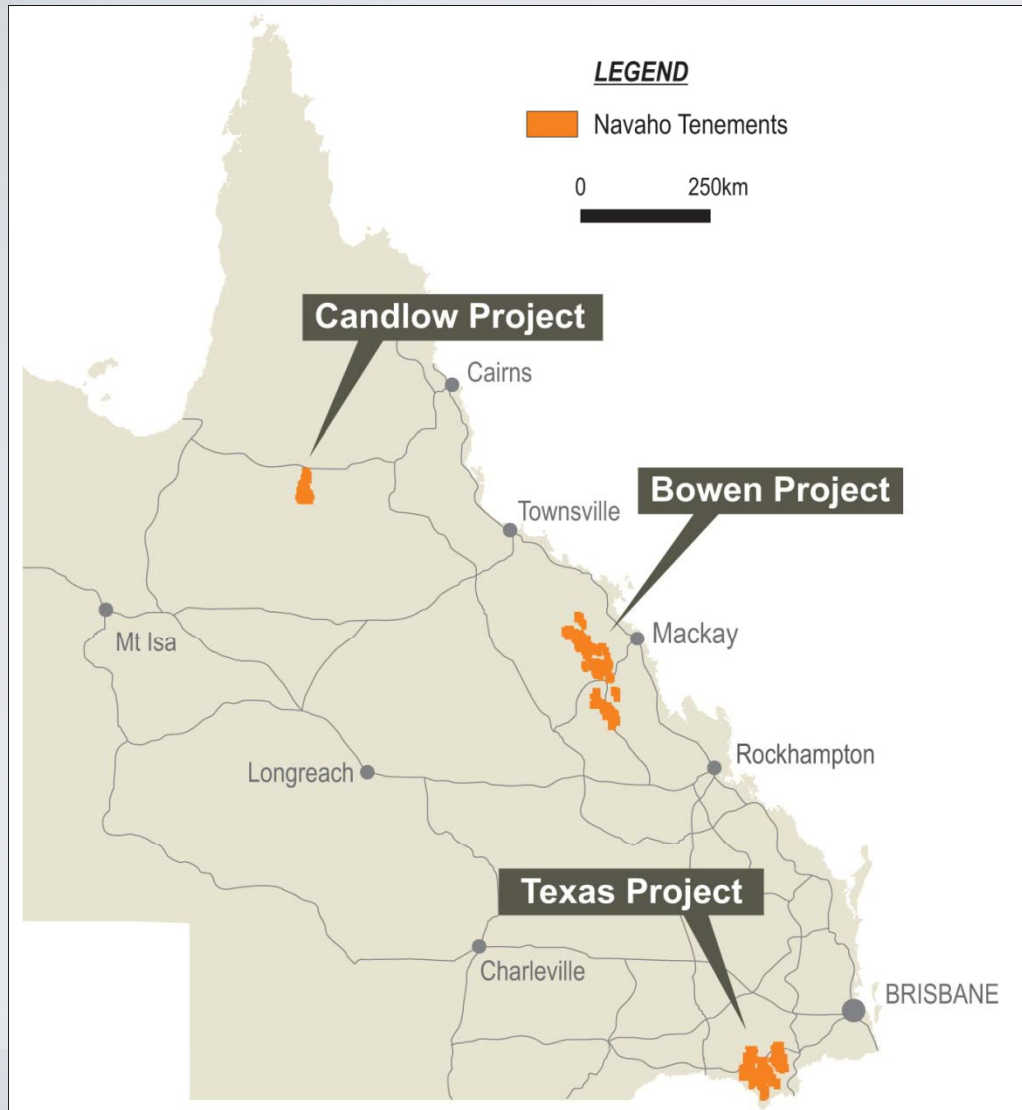 LEGEND
Navaho Tenements
0 250km
Candlow Project
Cairns
Bowen Project
Townsville
Mt Isa
Mackay
Longreach
Rockhampton
Texas Project
Charleville
BRISBANE